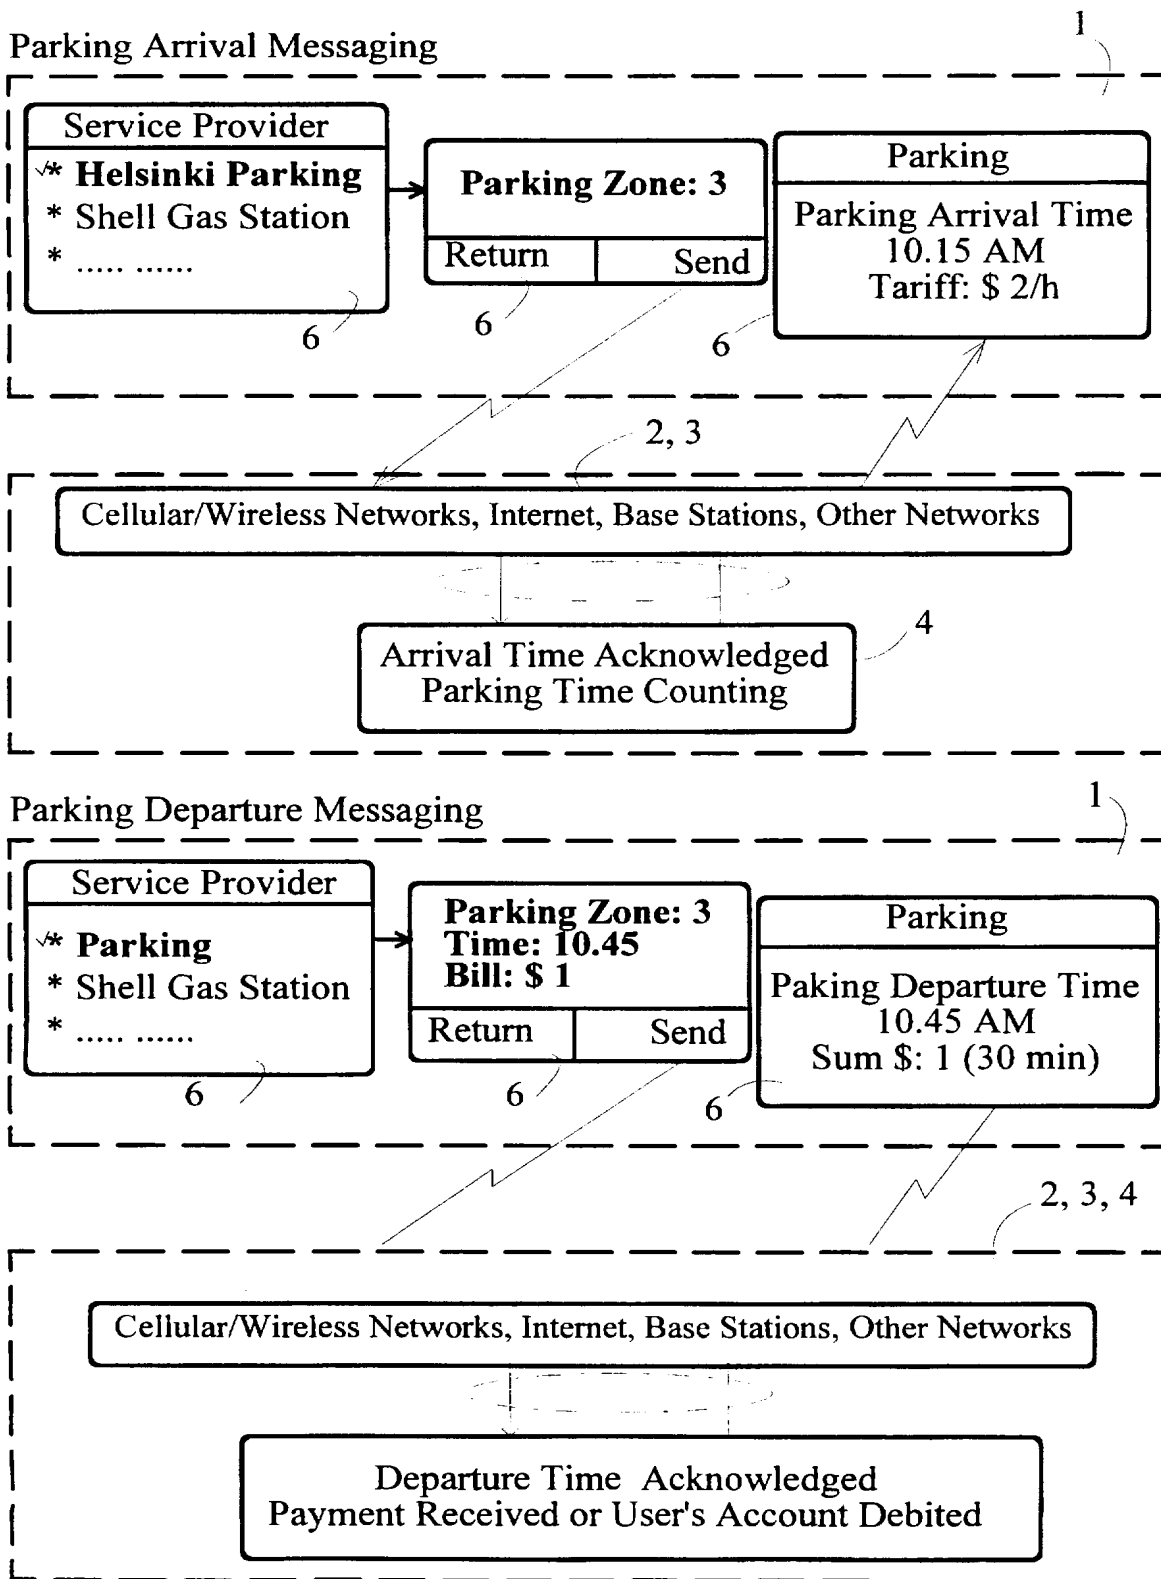 1
Parking Arrival Messaging
Service Provider
√* Helsinki Parking
* Shell Gas Station
* ..... ......
6
Parking Zone: 3
Return
Send
6
Parking
Parking Arrival Time
10.15 AM
Tariff: $ 2/h
6
2, 3
Cellular/Wireless Networks, Internet, Base Stations, Other Networks
4
Arrival Time Acknowledged
Parking Time Counting
Parking Departure Messaging
1
Service Provider
√* Parking
* Shell Gas Station
* ..... ......
6
Parking Zone: 3
Time: 10.45
Bill: $ 1
Return
Send
6
Parking
Paking Departure Time
10.45 AM
Sum $: 1 (30 min)
6
2, 3, 4
Cellular/Wireless Networks, Internet, Base Stations, Other Networks
Departure Time Acknowledged
Payment Received or User's Account Debited